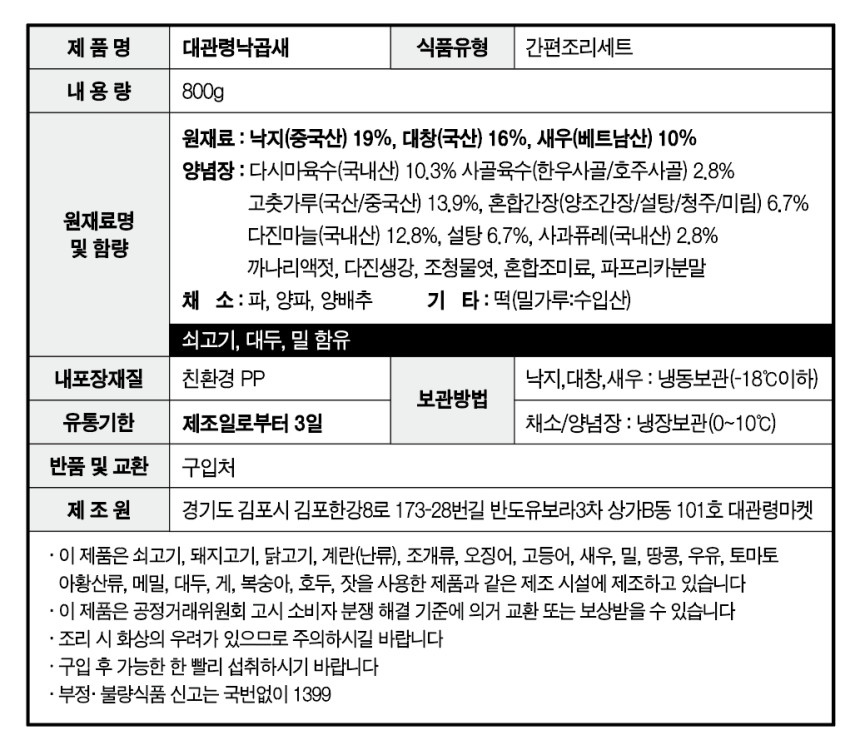 제 품 명 대관령낙곱새 식품유형 간편조리세트
내 용 량 800g
원재료명 및 함량
원재료 : 낙지(중국산) 19%, 대창(국산) 16%, 새우(베트남산) 10%
양념장 : 다시마육수(국내산) 10.3% 사골육수(한우사골/호주사골) 2.8%
고춧가루(국산/중국산) 13.9%, 혼합간장(양조간장/설탕/청주/미림) 6.7%
다진마늘(국내산) 12.8%, 설탕 6.7%, 사과퓨레(국내산) 2.8%
까나리액젓, 다진생강, 조청물엿, 혼합조미료, 파프리카분말
채 소 : 파, 양파, 양배추 기 타 : 떡(밀가루:수입산)
쇠고기, 대두, 밀 함유
내포장재질 친환경 PP 보관방법 낙지,대창,새우 : 냉동보관(-18℃이하)
유통기한 제조일로부터 3일 채소/양념장 : 냉장보관(0~10℃)
반품 및 교환 구입처
제 조 원 경기도 김포시 김포한강8로 173-28번길 반도유보라3차 상가B동 101호 대관령마켓
· 이 제품은 쇠고기, 돼지고기, 닭고기, 계란(난류), 조개류, 오징어, 고등어, 새우, 밀, 땅콩, 우유, 토마토
아황산류, 메밀, 대두, 게, 복숭아, 호두, 잣을 사용한 제품과 같은 제조 시설에 제조하고 있습니다
· 이 제품은 공정거래위원회 고시 소비자 분쟁 해결 기준에 의거 교환 또는 보상받을 수 있습니다
· 조리 시 화상의 우려가 있으므로 주의하시길 바랍니다
· 구입 후 가능한 한 빨리 섭취하시기 바랍니다
· 부정· 불량식품 신고는 국번없이 1399